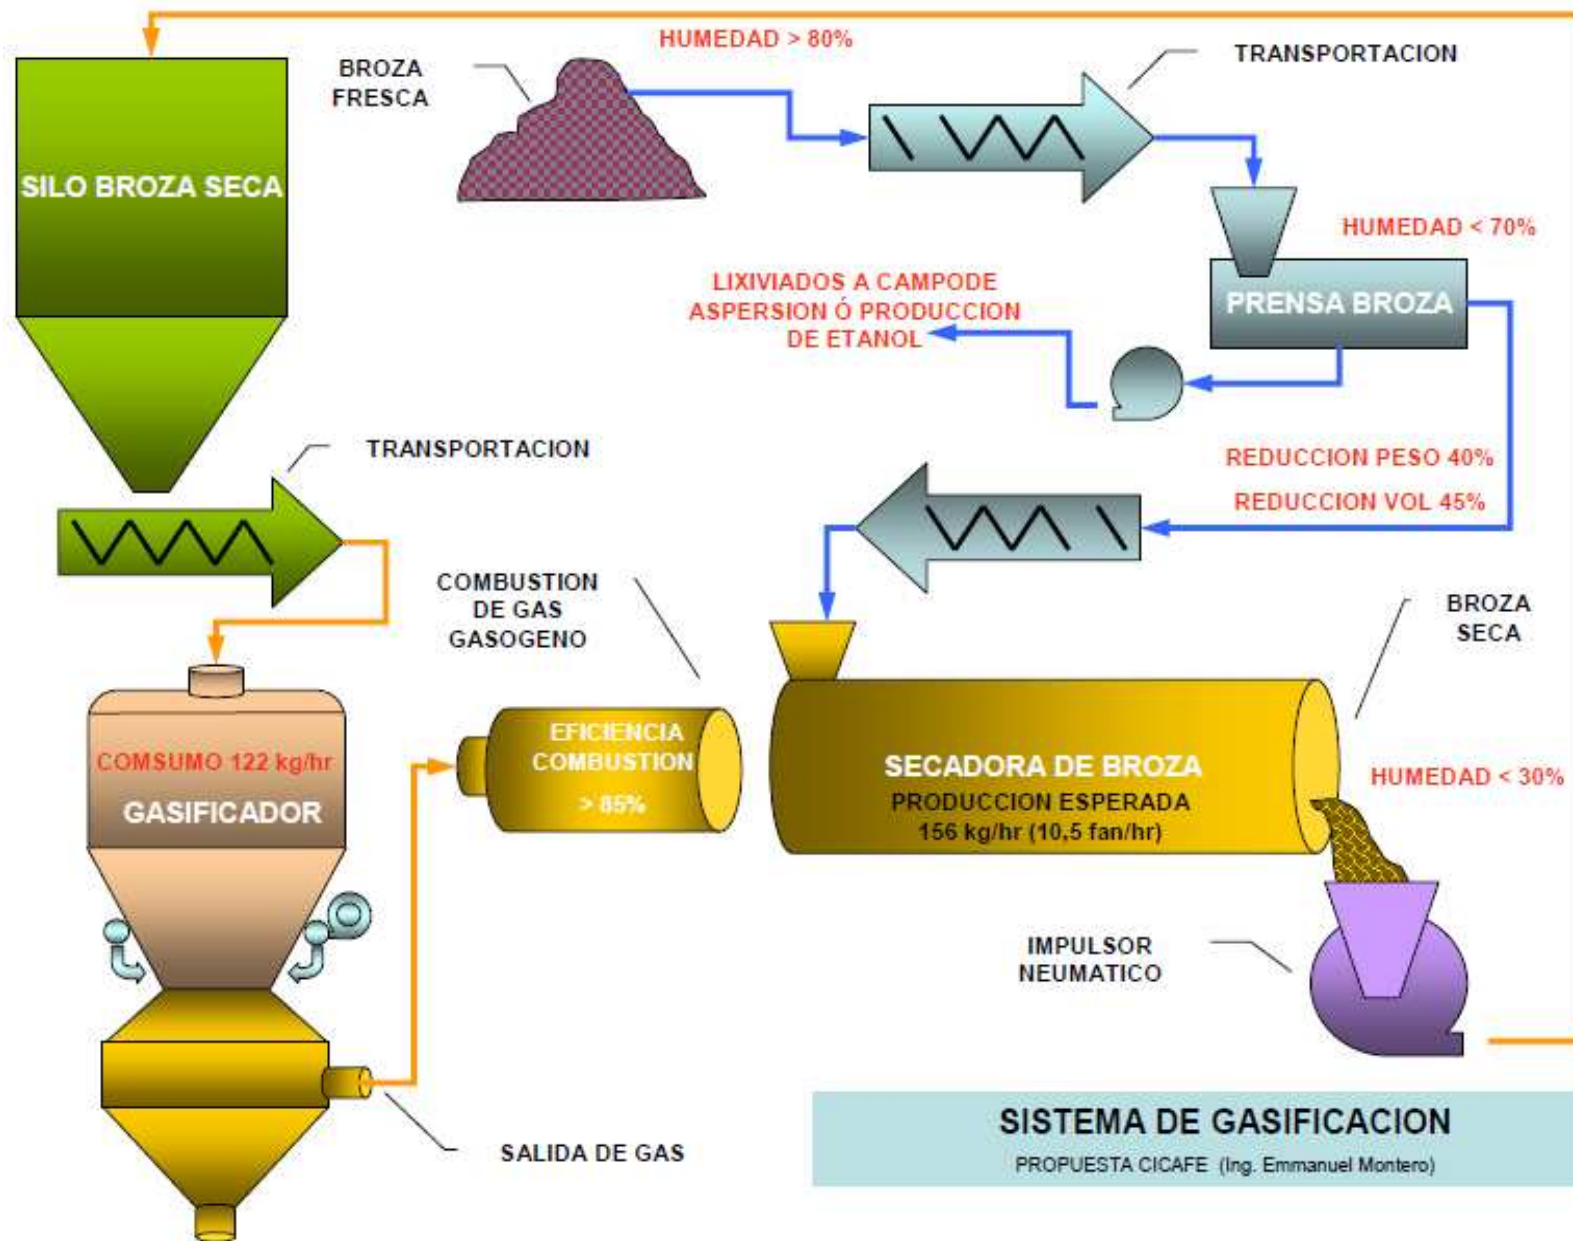 HUMEDAD > 80%
BROZA
FRESCA
TRANSPORTACION
SILO BROZA SECA
HUMEDAD < 70%
LIXIVIADOS A CAMPODE
ASPERSION Ó PRODUCCION
DE ETANOL
PRENSA BROZA
TRANSPORTACION
REDUCCION PESO 40%
REDUCCION VOL 45%
COMBUSTION
DE GAS
GASOGENO
BROZA
SECA
COMSUMO 122 kg/hr
GASIFICADOR
EFICIENCIA
COMBUSTION
> 85%
SECADORA DE BROZA
PRODUCCION ESPERADA
156 kg/hr (10,5 fan/hr)
HUMEDAD < 30%
IMPULSOR
NEUMATICO
SALIDA DE GAS
SISTEMA DE GASIFICACION
PROPUESTA CICAFE (Ing. Emmanuel Montero)